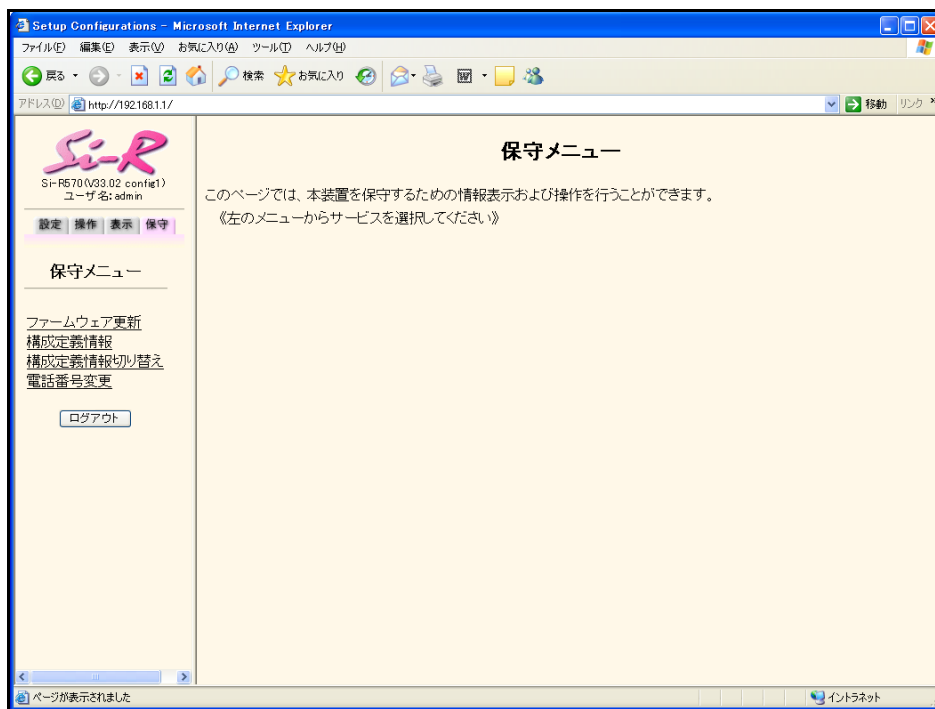 Setup Configurations - Microsoft Internet Explorer
ファイル(F) 編集(E) 表示(V) お気に入り(A) ツール(T) ヘルプ(H)
戻る 検索 お気に入り
アドレス(D) http://192.168.1.1/ 移動 リンク
Si-R
Si-R570(V33.02 config1)
ユーザ名:admin
設定 操作 表示 保守
保守メニュー
ファームウェア更新
構成定義情報
構成定義情報切り替え
電話番号変更
ログアウト
保守メニュー
このページでは、本装置を保守するための情報表示および操作を行うことができます。
《左のメニューからサービスを選択してください》
ページが表示されました イントラネット